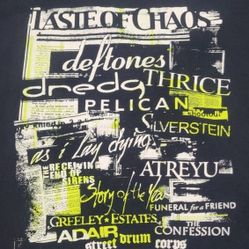 TASTE OF CHAOS
deftones
dredg THRICE
PELICAN
SILVERSTEIN
as i lay dying
ATREYU
RECEIVING
END OF
SIRENS
Story of the Year
FUNERAL for a FRIEND
GREELEY ESTATES
THE
CONFESSION
ADAIR
street drum corps